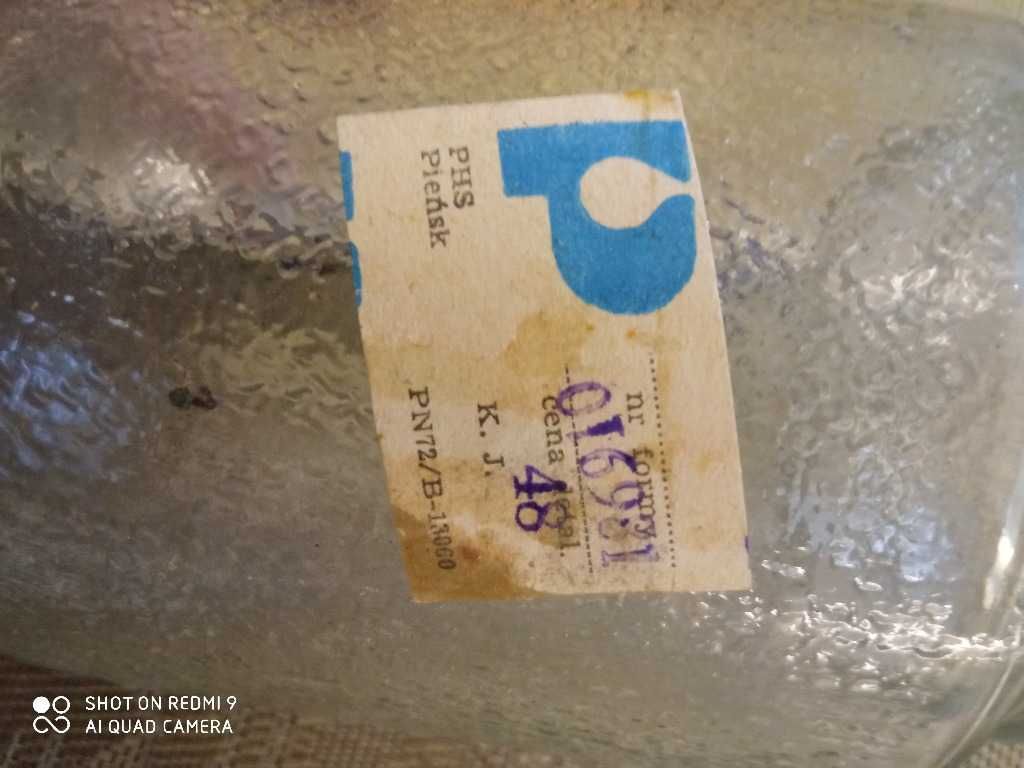 PHS
Pieńsk
nr formy
cena
48
K. J.
PN72/B-13060
SHOT ON REDMI 9
AI QUAD CAMERA